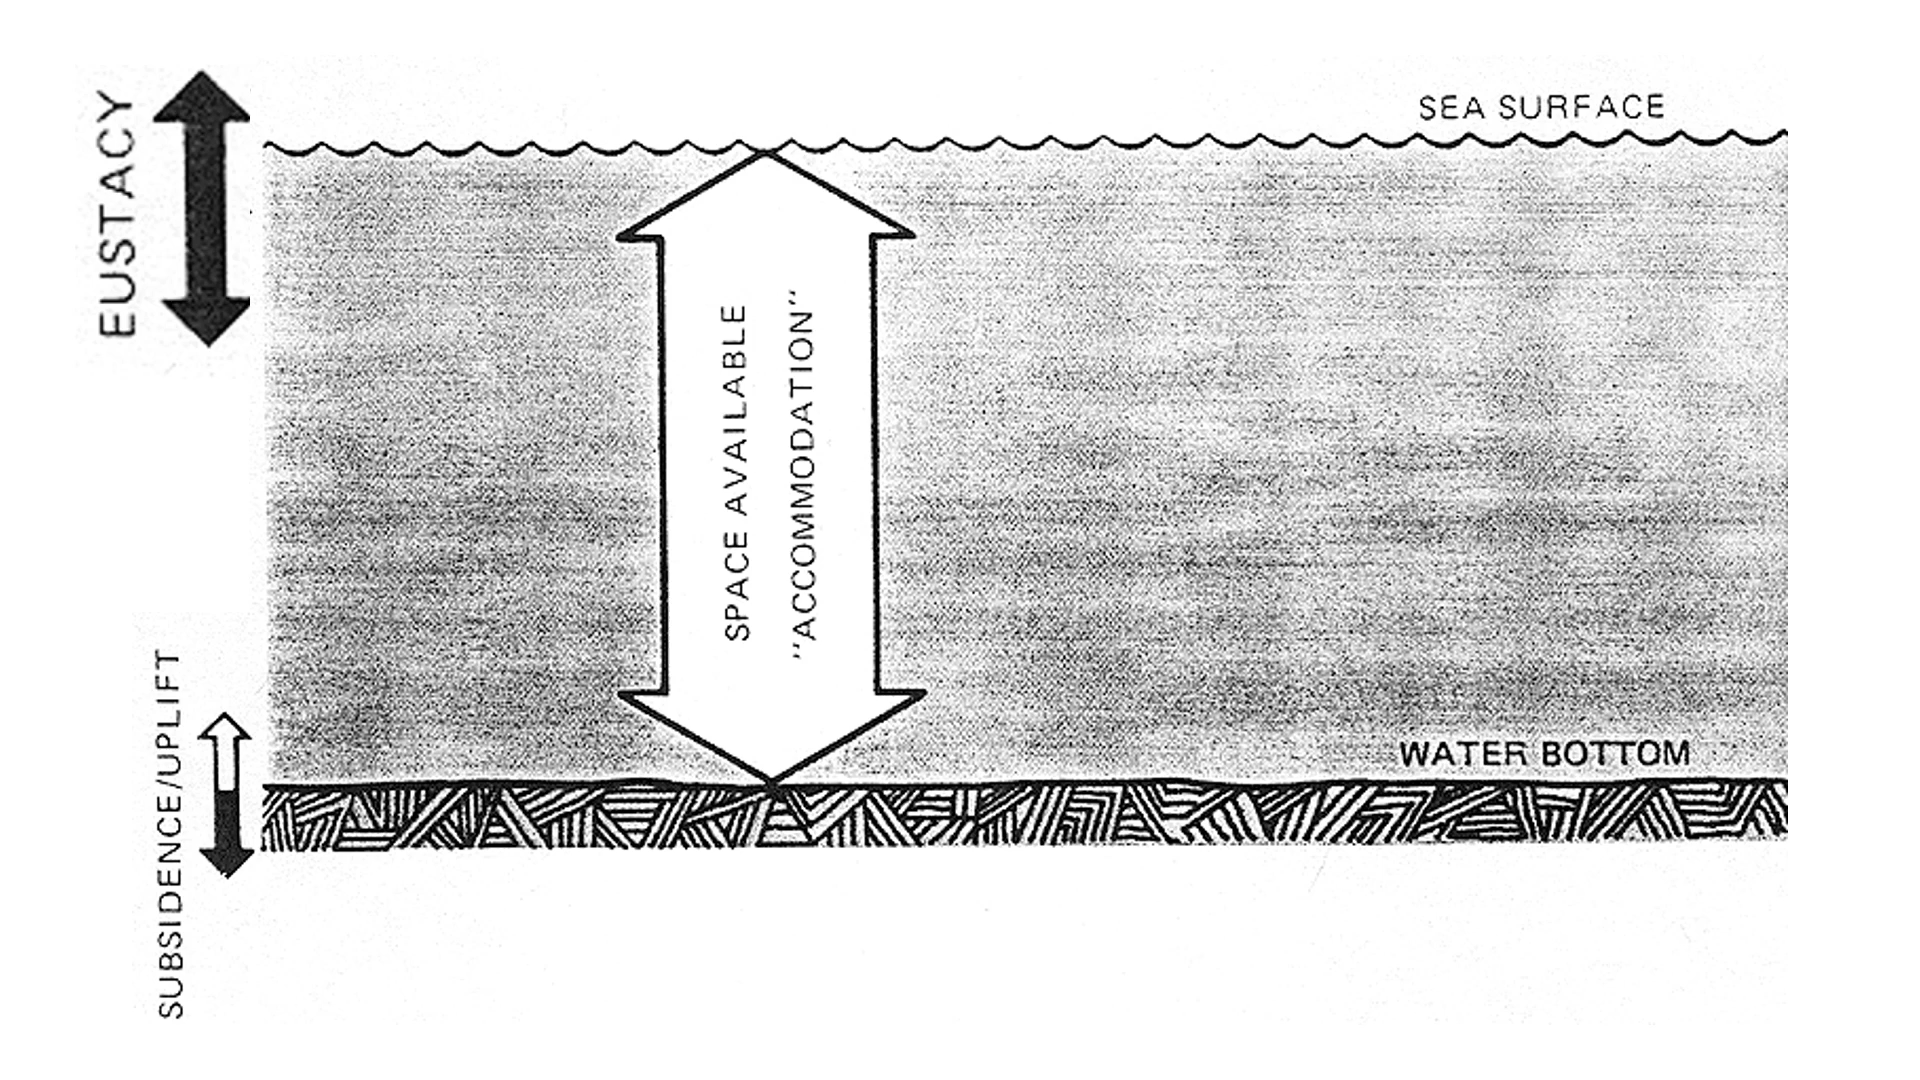 EUSTACY
SEA SURFACE
SPACE AVAILABLE
"ACCOMMODATION"
WATER BOTTOM
SUBSIDENCE/UPLIFT